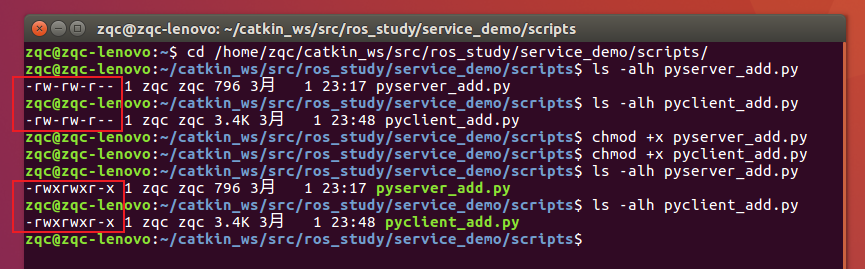 zqc@zqc-lenovo: ~/catkin_ws/src/ros_study/service_demo/scripts
zqc@zqc-lenovo:~$ cd /home/zqc/catkin_ws/src/ros_study/service_demo/scripts/
zqc@zqc-lenovo:~/catkin_ws/src/ros_study/service_demo/scripts$ ls -alh pyserver_add.py
-rw-rw-r-- 1 zqc zqc 796 3月   1 23:17 pyserver_add.py
zqc@zqc-lenovo:~/catkin_ws/src/ros_study/service_demo/scripts$ ls -alh pyclient_add.py
-rw-rw-r-- 1 zqc zqc 3.4K 3月   1 23:48 pyclient_add.py
zqc@zqc-lenovo:~/catkin_ws/src/ros_study/service_demo/scripts$ chmod +x pyserver_add.py
zqc@zqc-lenovo:~/catkin_ws/src/ros_study/service_demo/scripts$ chmod +x pyclient_add.py
zqc@zqc-lenovo:~/catkin_ws/src/ros_study/service_demo/scripts$ ls -alh pyserver_add.py
-rwxrwxr-x 1 zqc zqc 796 3月   1 23:17 pyserver_add.py
zqc@zqc-lenovo:~/catkin_ws/src/ros_study/service_demo/scripts$ ls -alh pyclient_add.py
-rwxrwxr-x 1 zqc zqc 3.4K 3月   1 23:48 pyclient_add.py
zqc@zqc-lenovo:~/catkin_ws/src/ros_study/service_demo/scripts$